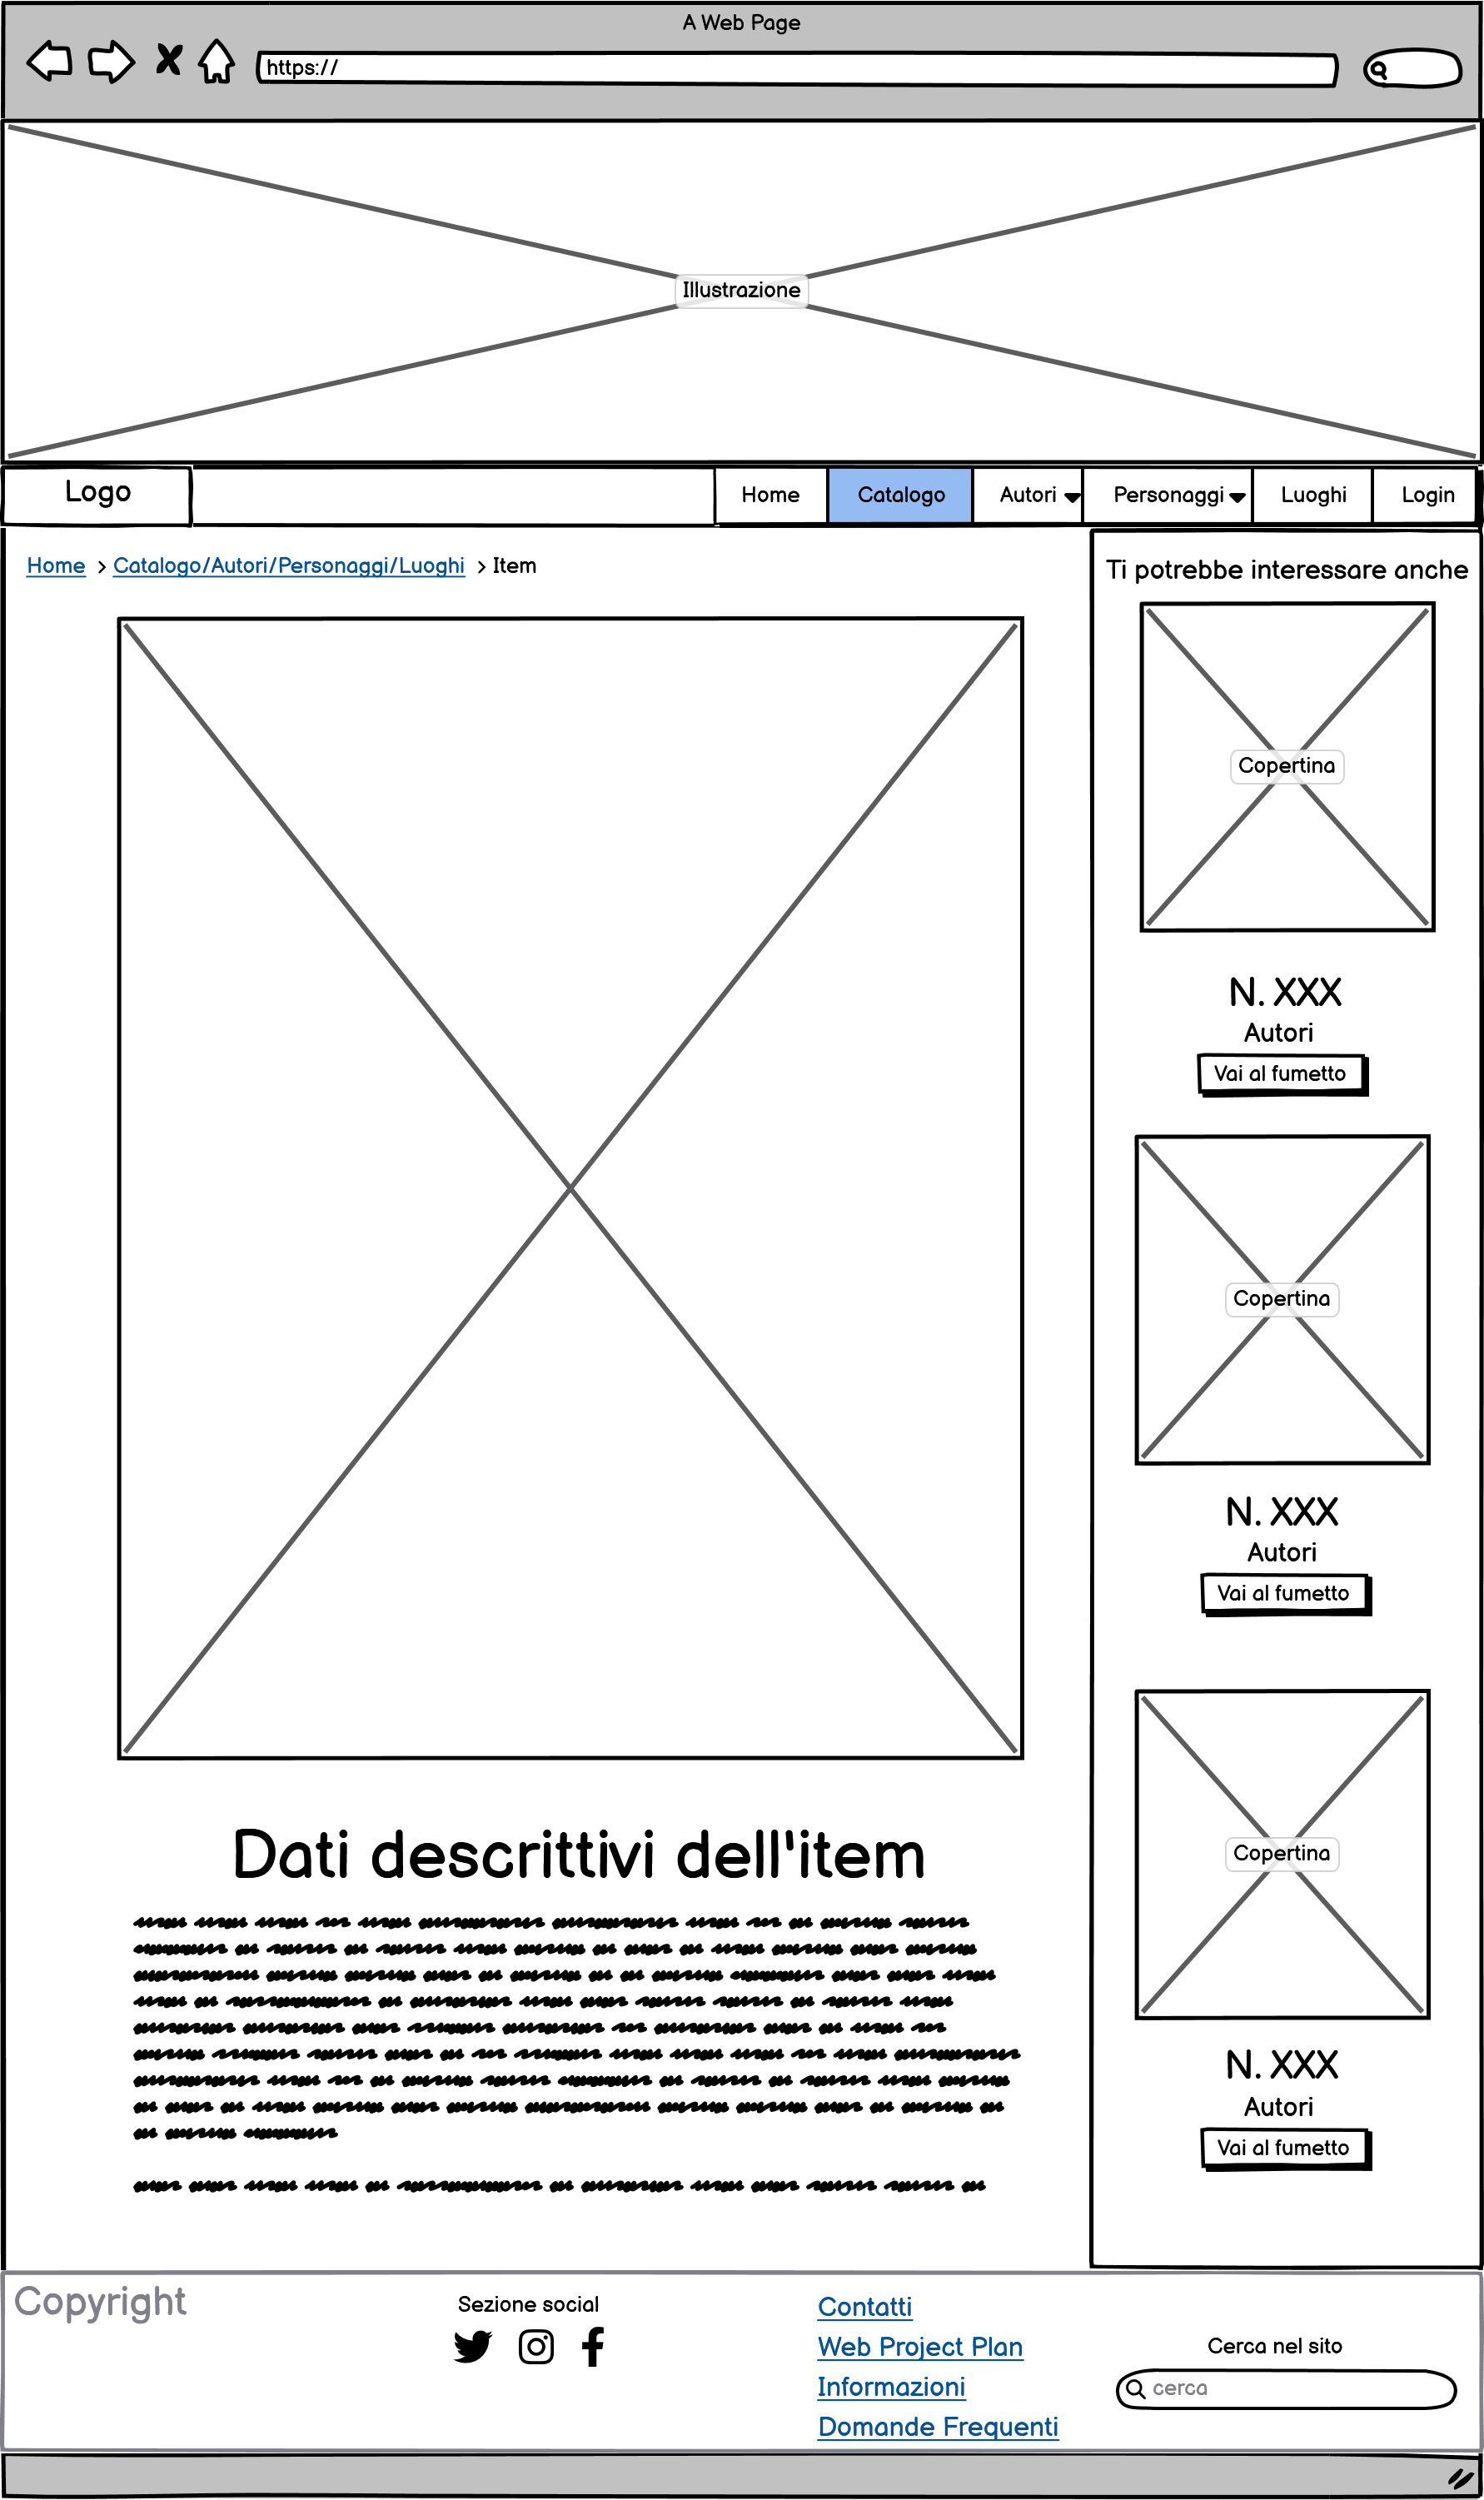 A Web Page
https://
Illustrazione
Logo
Home
Catalogo
Autori
Personaggi
Luoghi
Login
Home > Catalogo/Autori/Personaggi/Luoghi > Item
Dati descrittivi dell'item
Ti potrebbe interessare anche
Copertina
N. XXX
Autori
Vai al fumetto
Copertina
N. XXX
Autori
Vai al fumetto
Copertina
N. XXX
Autori
Vai al fumetto
Copyright
Sezione social
Contatti
Web Project Plan
Informazioni
Domande Frequenti
Cerca nel sito
cerca